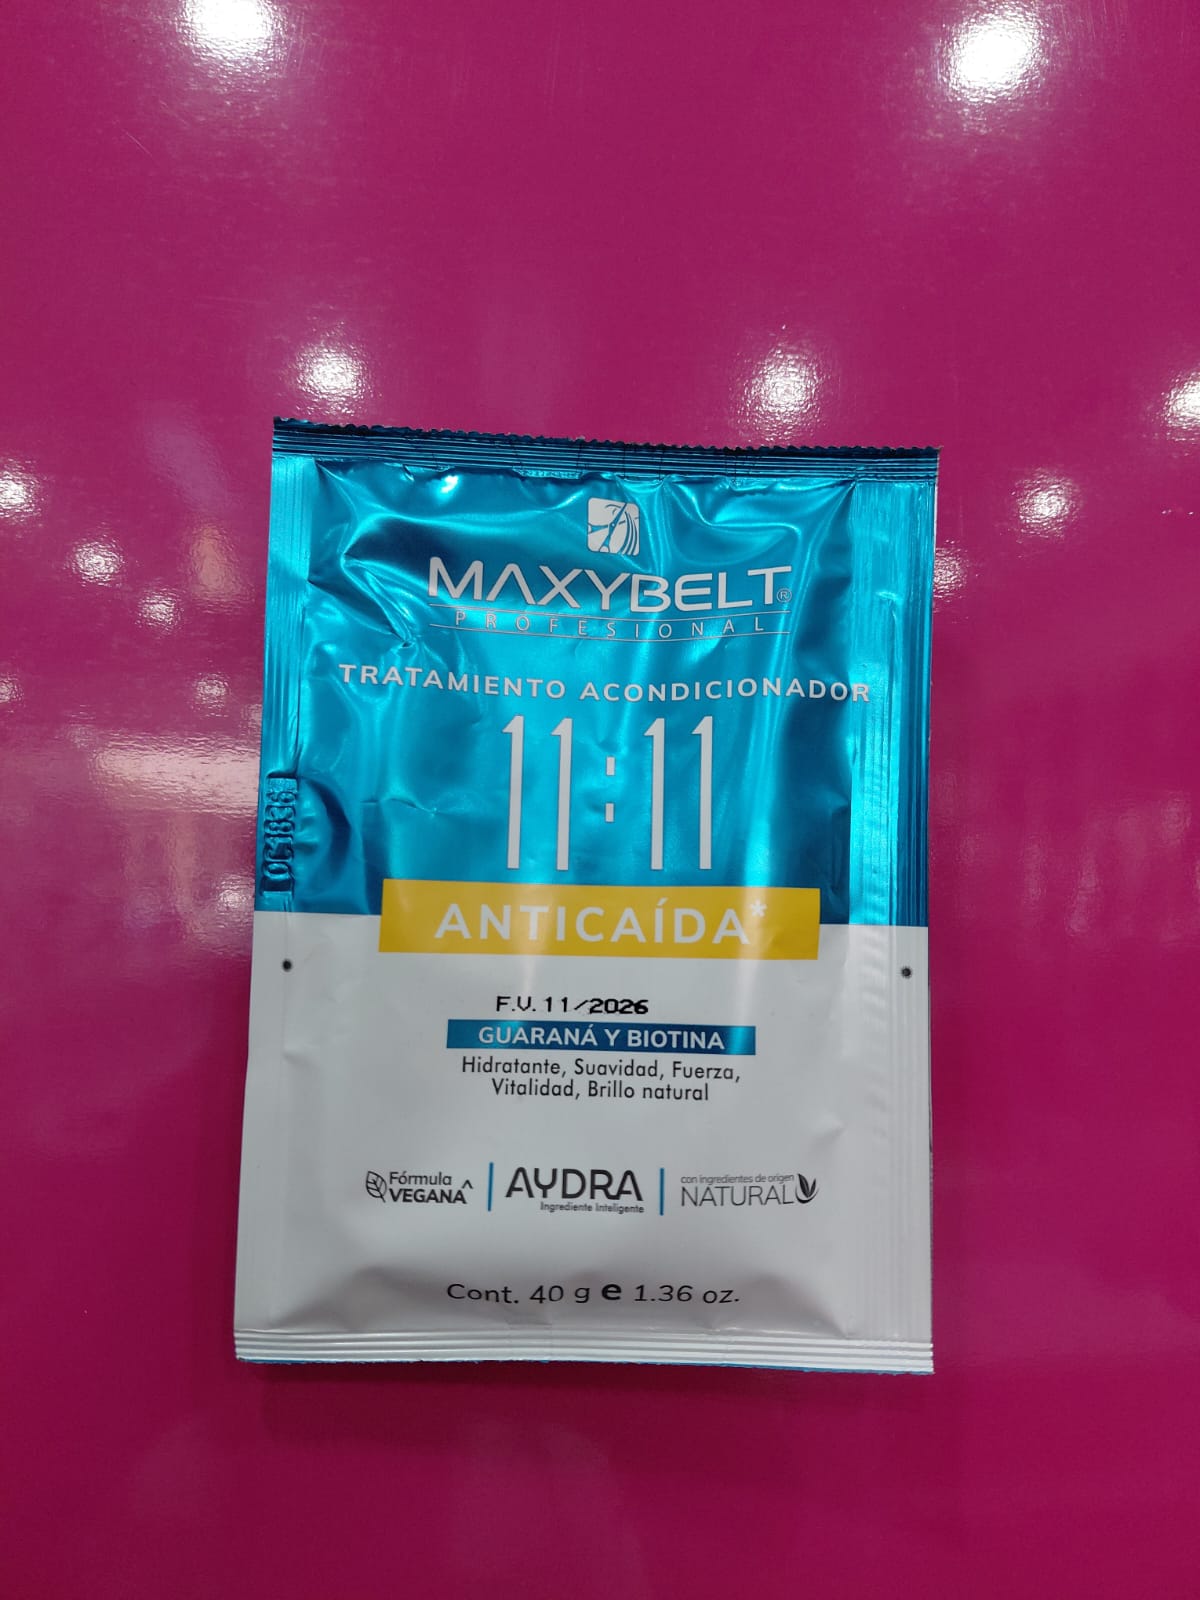 MAXYBELT®
PROFESIONAL
TRATAMIENTO ACONDICIONADOR
11:11
ANTICAÍDA*
F.V. 11/2026
GUARANÁ Y BIOTINA
Hidratante, Suavidad, Fuerza,
Vitalidad, Brillo natural
Fórmula
VEGANA^
AYDRA
Ingrediente Inteligente
con ingredientes de origen
NATURAL
Cont. 40 g e 1.36 oz.